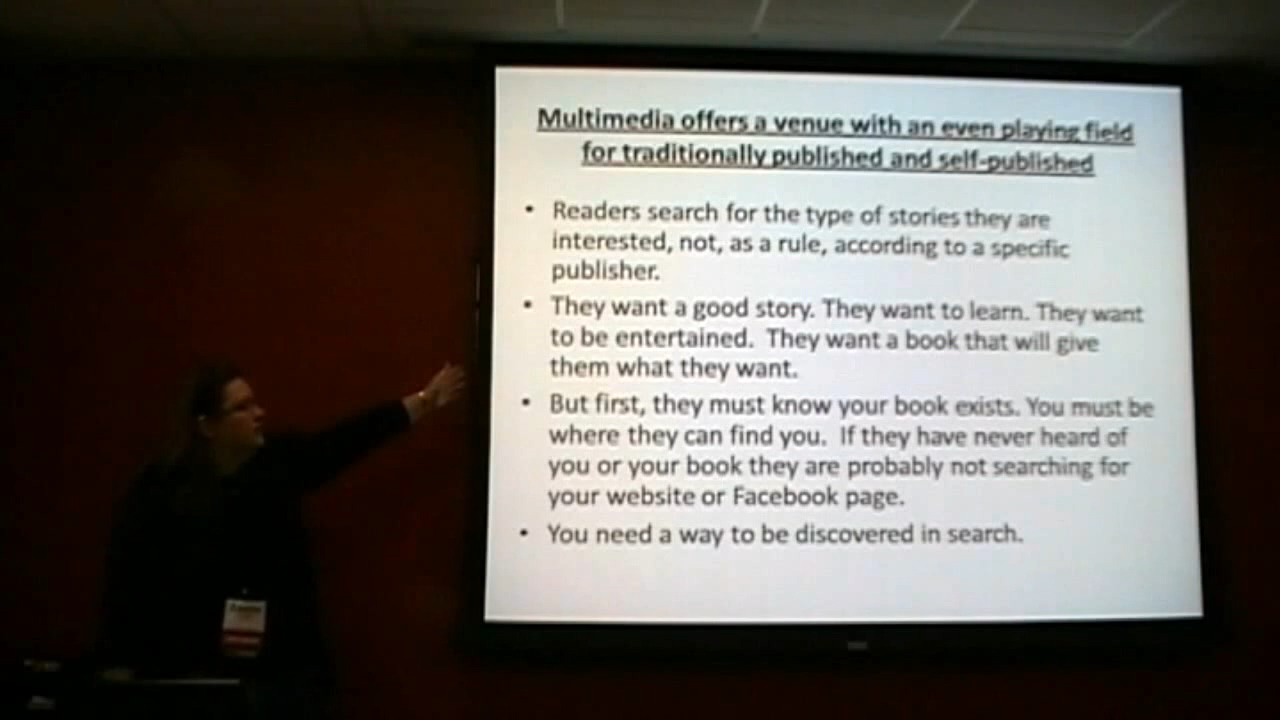 Multimedia offers a venue with an even playing field
for traditionally published and self-published
• Readers search for the type of stories they are
interested, not, as a rule, according to a specific
publisher.
• They want a good story. They want to learn. They want
to be entertained. They want a book that will give
them what they want.
• But first, they must know your book exists. You must be
where they can find you. If they have never heard of
you or your book they are probably not searching for
your website or Facebook page.
• You need a way to be discovered in search.